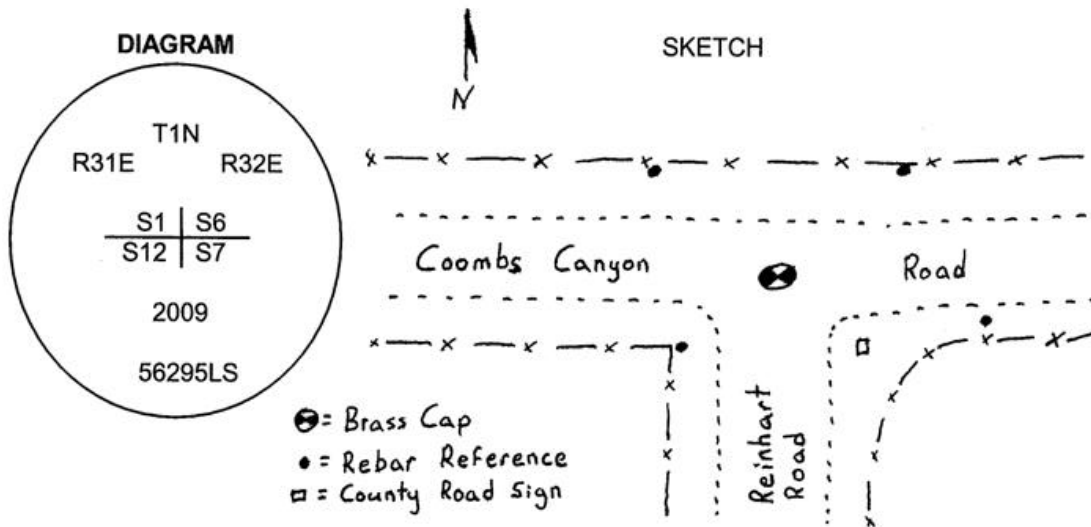 DIAGRAM
T1N
R31E R32E
S1 S6
S12 S7
2009
56295LS
N
SKETCH
Coombs Canyon Road
Reinhart
Road
= Brass Cap
= Rebar Reference
= County Road Sign